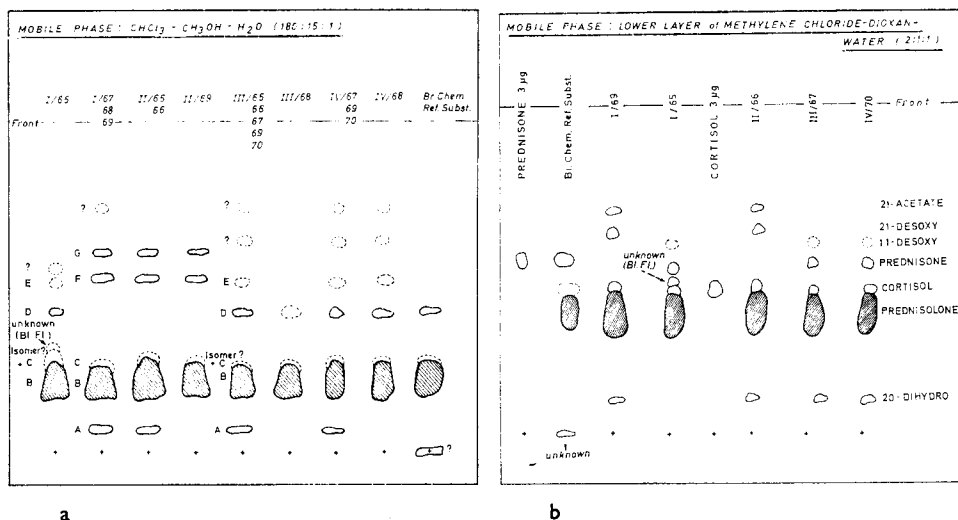 MOBILE PHASE: CHCl3 - CH3OH - H2O (180:15:1)
I/65 I/67 II/65 II/69 III/65 III/68 IV/67 IV/68 Br.Chem.
68 66 66 69 Ref.Subst.
Front 69 67 70
69
70
? ?
?
G
?
E F E
D D
unknown
(Bl.Fl.)
Isomer? Isomer?
+ C C + C
B B B
A A
+ + + + + + + + + ?
a
MOBILE PHASE: LOWER LAYER of METHYLENE CHLORIDE-DIOXAN-
WATER (2:1:1)
PREDNISONE 3 µg
Br.Chem. Ref.Subst.
I/69
I/65
CORTISOL 3 µg
II/66
III/67
IV/70
Front
21-ACETATE
21-DESOXY
11-DESOXY
unknown
(Bl.Fl.)
PREDNISONE
CORTISOL
PREDNISOLONE
20-DIHYDRO
+ + + + + + +
unknown
b